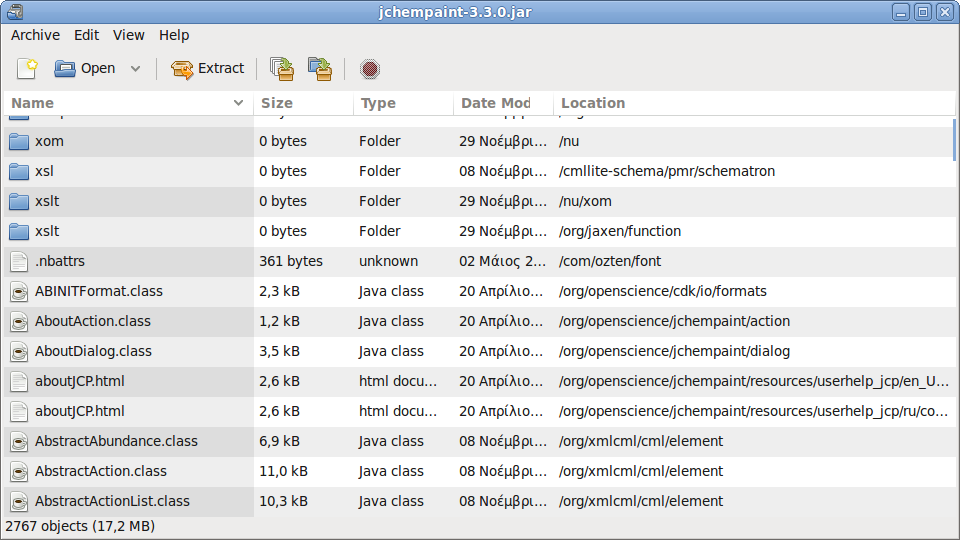 jchempaint-3.3.0.jar
Archive Edit View Help
Open Extract
Name Size Type Date Mod Location
xom 0 bytes Folder 29 Νοέμβρι... /nu
xsl 0 bytes Folder 08 Νοέμβρι... /cmllite-schema/pmr/schematron
xslt 0 bytes Folder 29 Νοέμβρι... /nu/xom
xslt 0 bytes Folder 29 Νοέμβρι... /org/jaxen/function
.nbattrs 361 bytes unknown 02 Μάιος 2... /com/ozten/font
ABINITFormat.class 2,3 kB Java class 20 Απρίλιο... /org/openscience/cdk/io/formats
AboutAction.class 1,2 kB Java class 20 Απρίλιο... /org/openscience/jchempaint/action
AboutDialog.class 3,5 kB Java class 20 Απρίλιο... /org/openscience/jchempaint/dialog
aboutJCP.html 2,6 kB html docu... 20 Απρίλιο... /org/openscience/jchempaint/resources/userhelp_jcp/en_U...
aboutJCP.html 2,6 kB html docu... 20 Απρίλιο... /org/openscience/jchempaint/resources/userhelp_jcp/ru/co...
AbstractAbundance.class 6,9 kB Java class 08 Νοέμβρι... /org/xmlcml/cml/element
AbstractAction.class 11,0 kB Java class 08 Νοέμβρι... /org/xmlcml/cml/element
AbstractActionList.class 10,3 kB Java class 08 Νοέμβρι... /org/xmlcml/cml/element
2767 objects (17,2 MB)